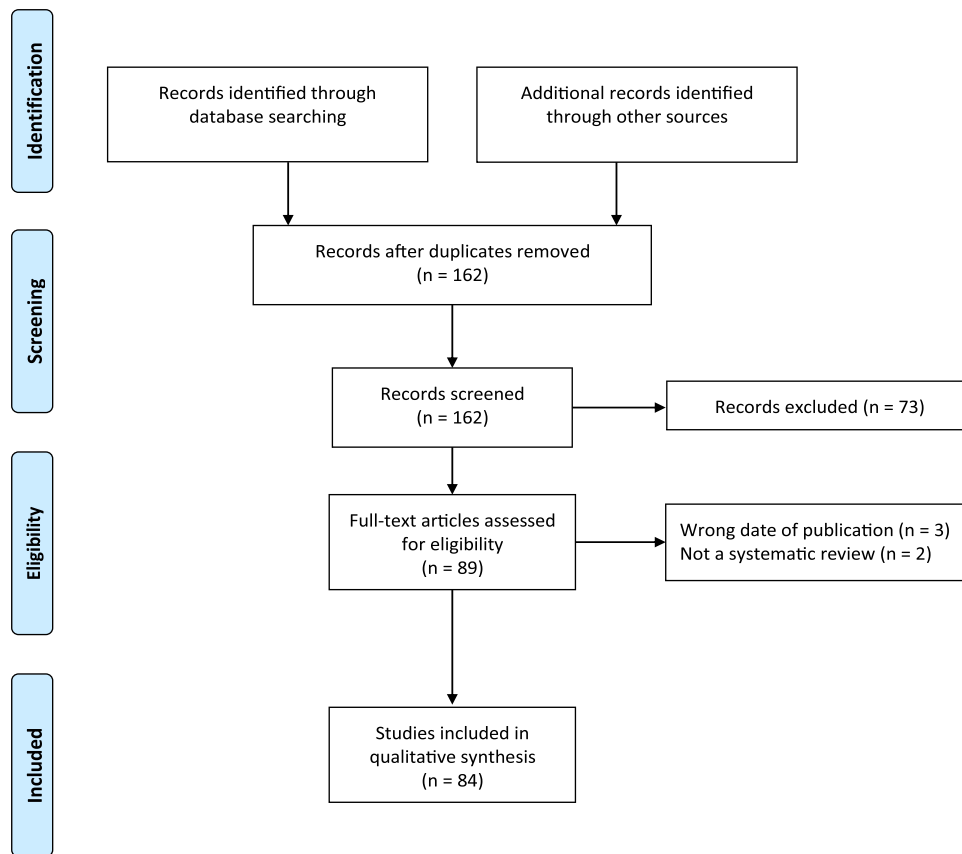 Identification
Records identified through
database searching
Additional records identified
through other sources
Screening
Records after duplicates removed
(n = 162)
Records screened
(n = 162)
Records excluded (n = 73)
Eligibility
Full-text articles assessed
for eligibility
(n = 89)
Wrong date of publication (n = 3)
Not a systematic review (n = 2)
Included
Studies included in
qualitative synthesis
(n = 84)